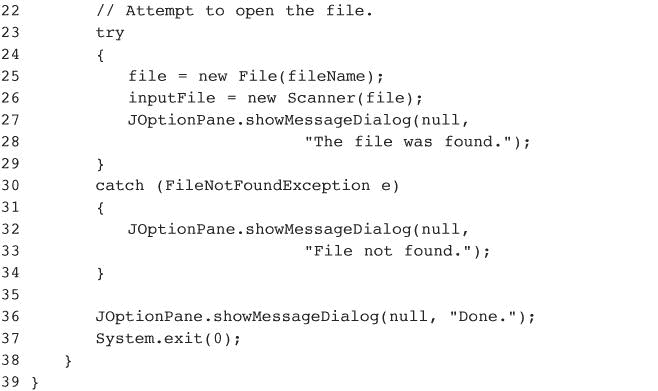 22 // Attempt to open the file.
23 try
24 {
25 file = new File(fileName);
26 inputFile = new Scanner(file);
27 JOptionPane.showMessageDialog(null,
28 "The file was found.");
29 }
30 catch (FileNotFoundException e)
31 {
32 JOptionPane.showMessageDialog(null,
33 "File not found.");
34 }
35
36 JOptionPane.showMessageDialog(null, "Done.");
37 System.exit(0);
38 }
39 }